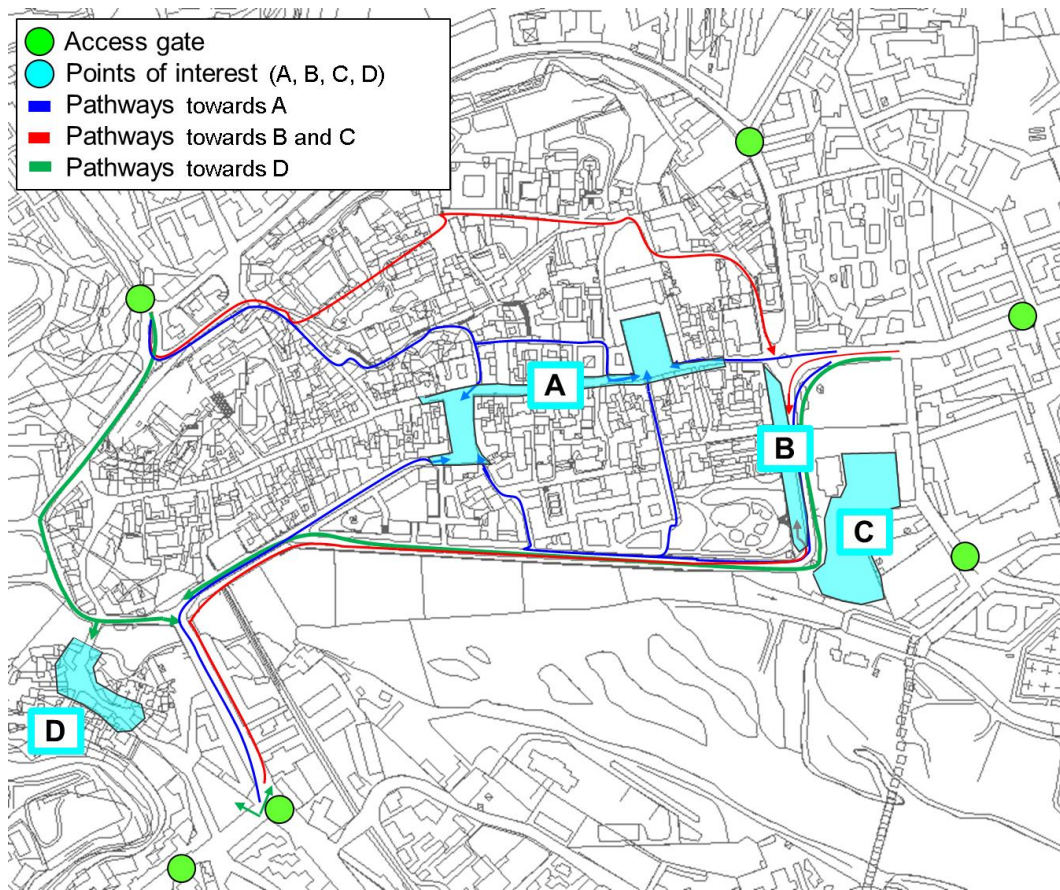 Access gate
Points of interest (A, B, C, D)
Pathways towards A
Pathways towards B and C
Pathways towards D
A
B
C
D